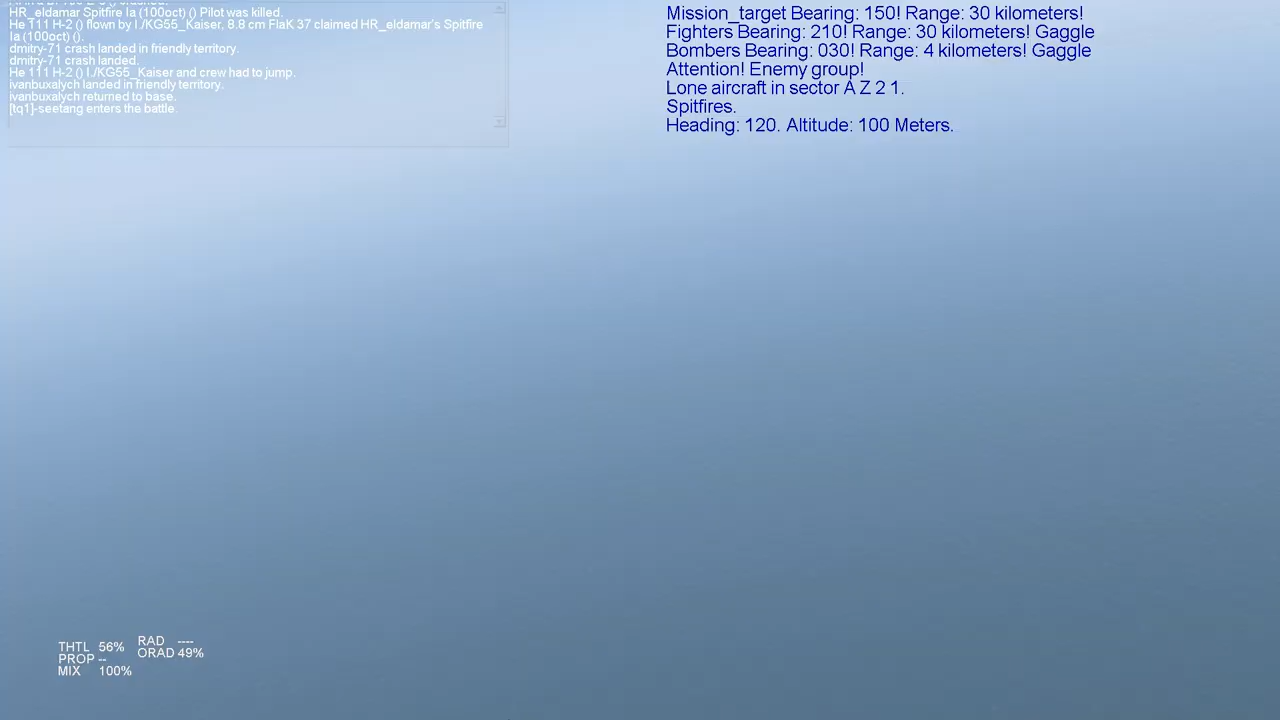 HR_eldamar Spitfire Ia (100oct) () Pilot was killed.
He 111 H-2 () flown by I./KG55_Kaiser, 8.8 cm FlaK 37 claimed HR_eldamar's Spitfire
Ia (100oct) ().
dmitry-71 crash landed in friendly territory.
dmitry-71 crash landed.
He 111 H-2 () I./KG55_Kaiser and crew had to jump.
ivanbuxalych landed in friendly territory.
ivanbuxalych returned to base.
[tq1]-seetang enters the battle.
Mission_target Bearing: 150! Range: 30 kilometers!
Fighters Bearing: 210! Range: 30 kilometers! Gaggle
Bombers Bearing: 030! Range: 4 kilometers! Gaggle
Attention! Enemy group!
Lone aircraft in sector A Z 2 1.
Spitfires.
Heading: 120. Altitude: 100 Meters.
THTL 56% RAD ----
PROP -- ORAD 49%
MIX 100%